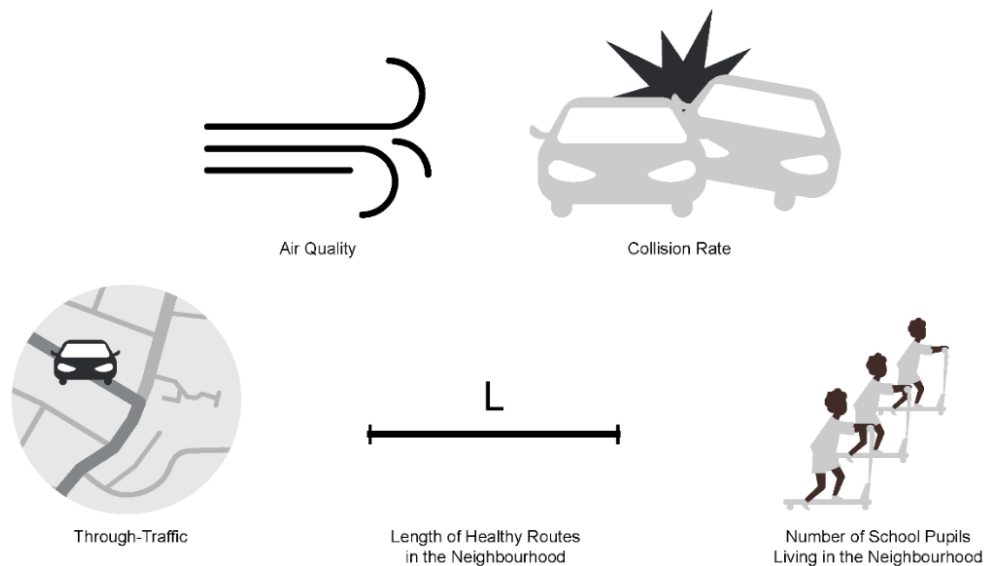 Air Quality
Collision Rate
L
Through-Traffic
Length of Healthy Routes
in the Neighbourhood
Number of School Pupils
Living in the Neighbourhood